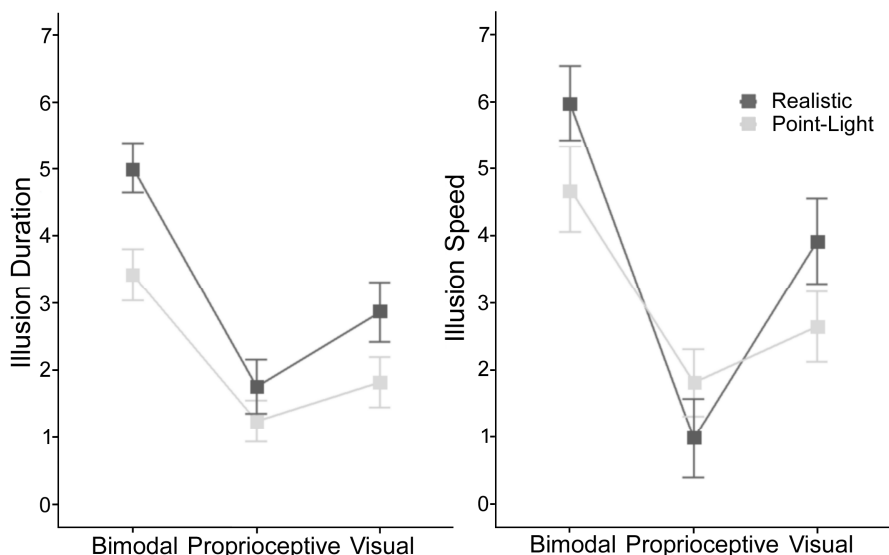 Illusion Duration
7
6
5
4
3
2
1
0
Bimodal Proprioceptive Visual
Illusion Speed
7
6
5
4
3
2
1
0
Bimodal Proprioceptive Visual
Realistic
Point-Light